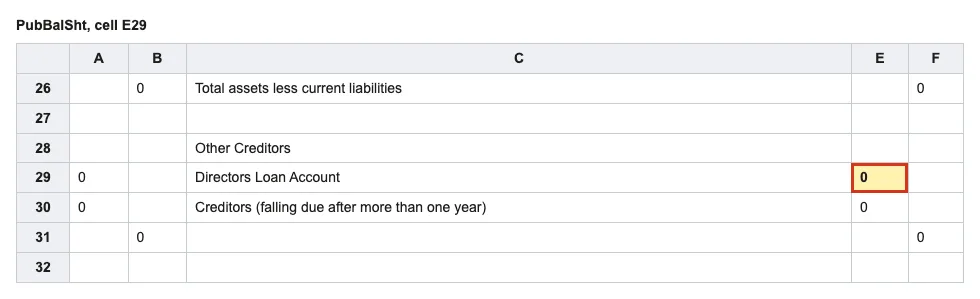 PubBalSht, cell E29
A B C E F
26 0 Total assets less current liabilities 0
27
28 Other Creditors
29 0 Directors Loan Account 0
30 0 Creditors (falling due after more than one year) 0
31 0 0
32